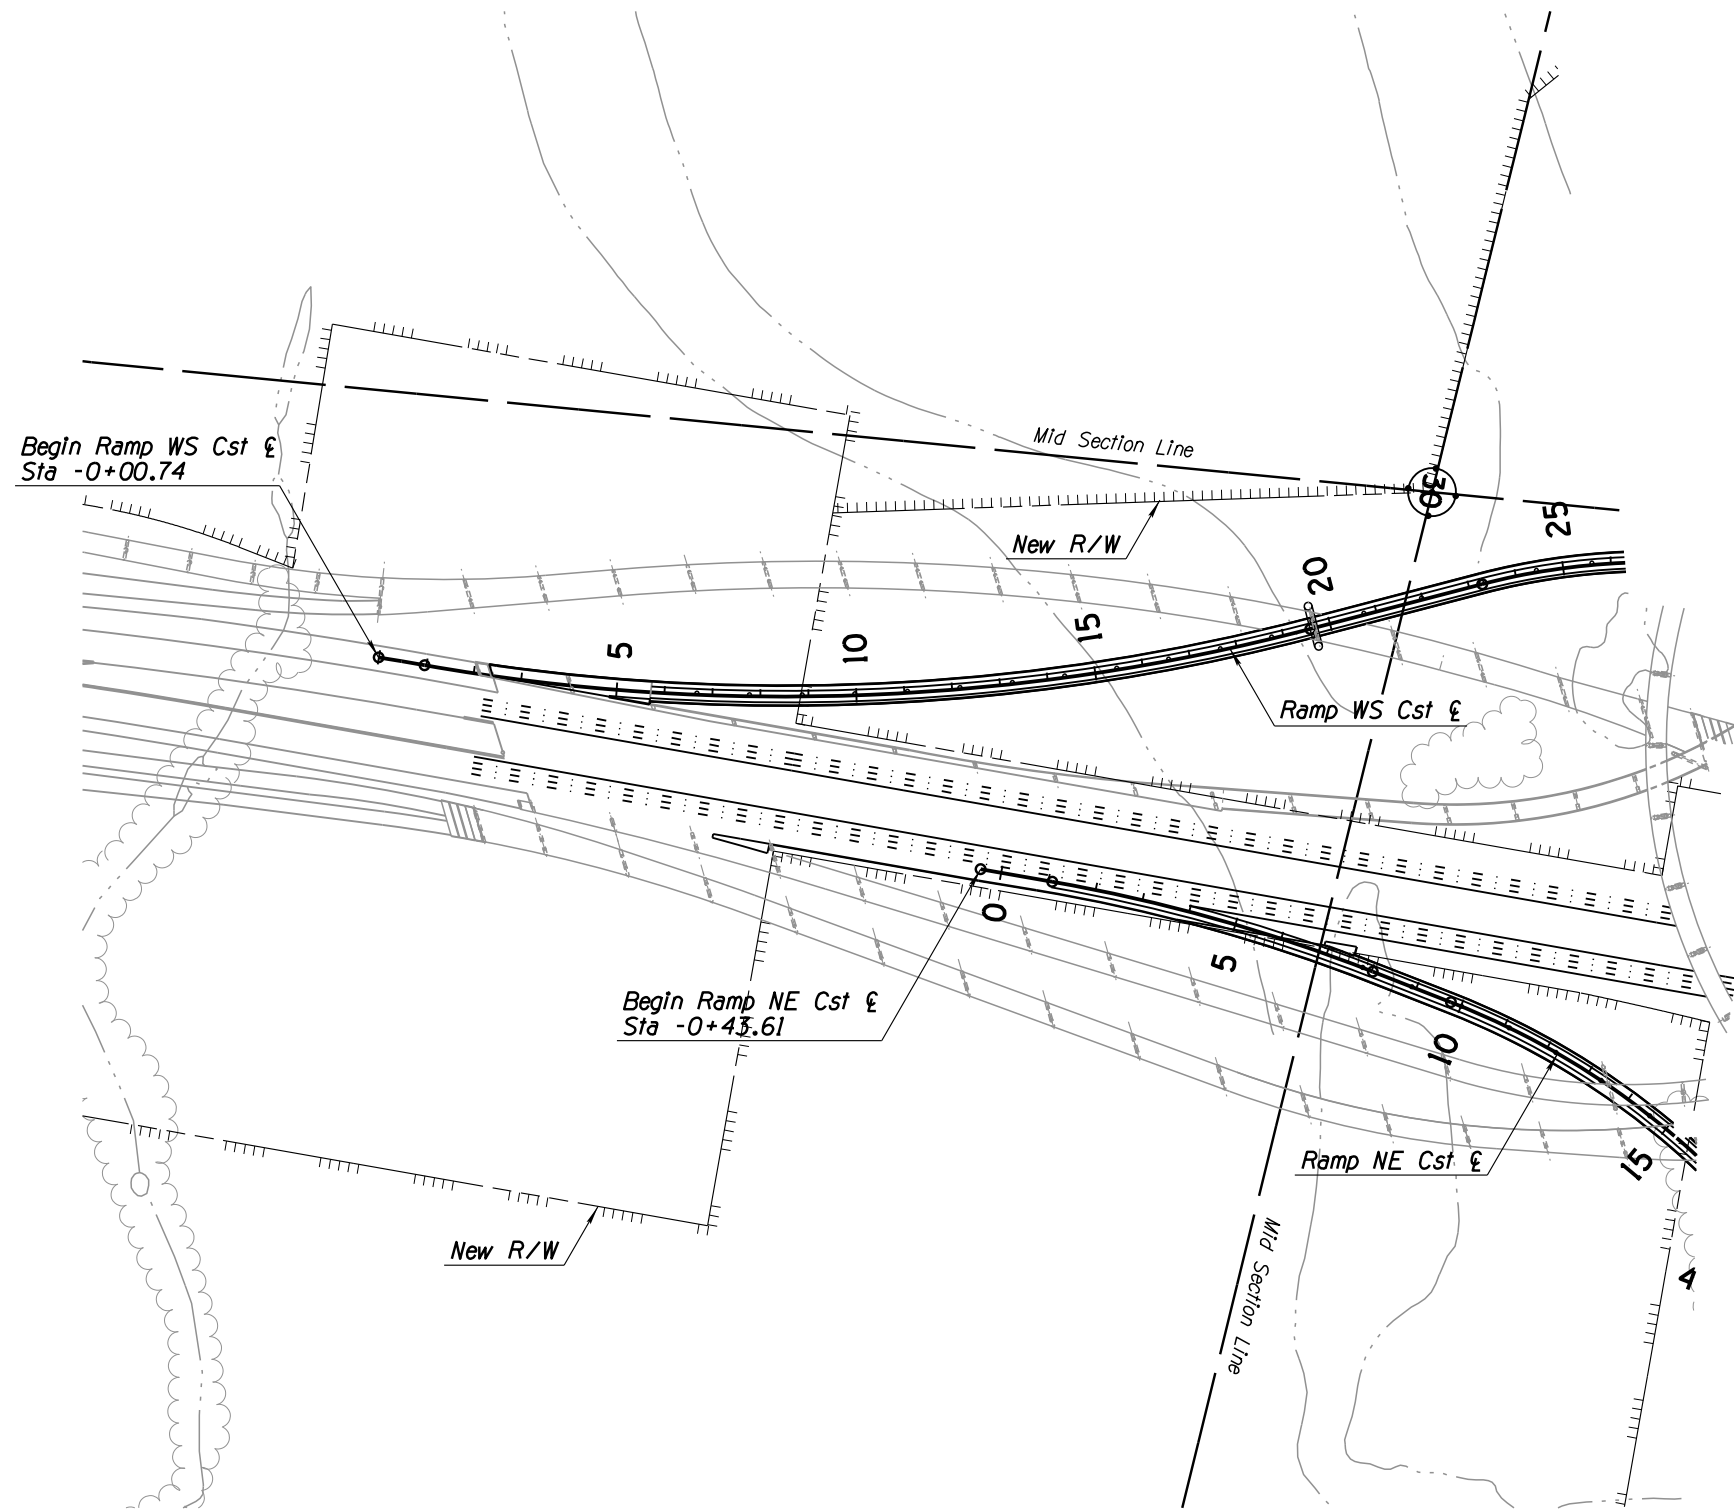 Mid Section Line
Begin Ramp WS Cst ℄
Sta -0+00.74
30
New R/W
25
20
15
10
5
Ramp WS Cst ℄
0
5
Begin Ramp NE Cst ℄
Sta -0+43.61
10
Ramp NE Cst ℄
15
New R/W
Mid Section Line
4